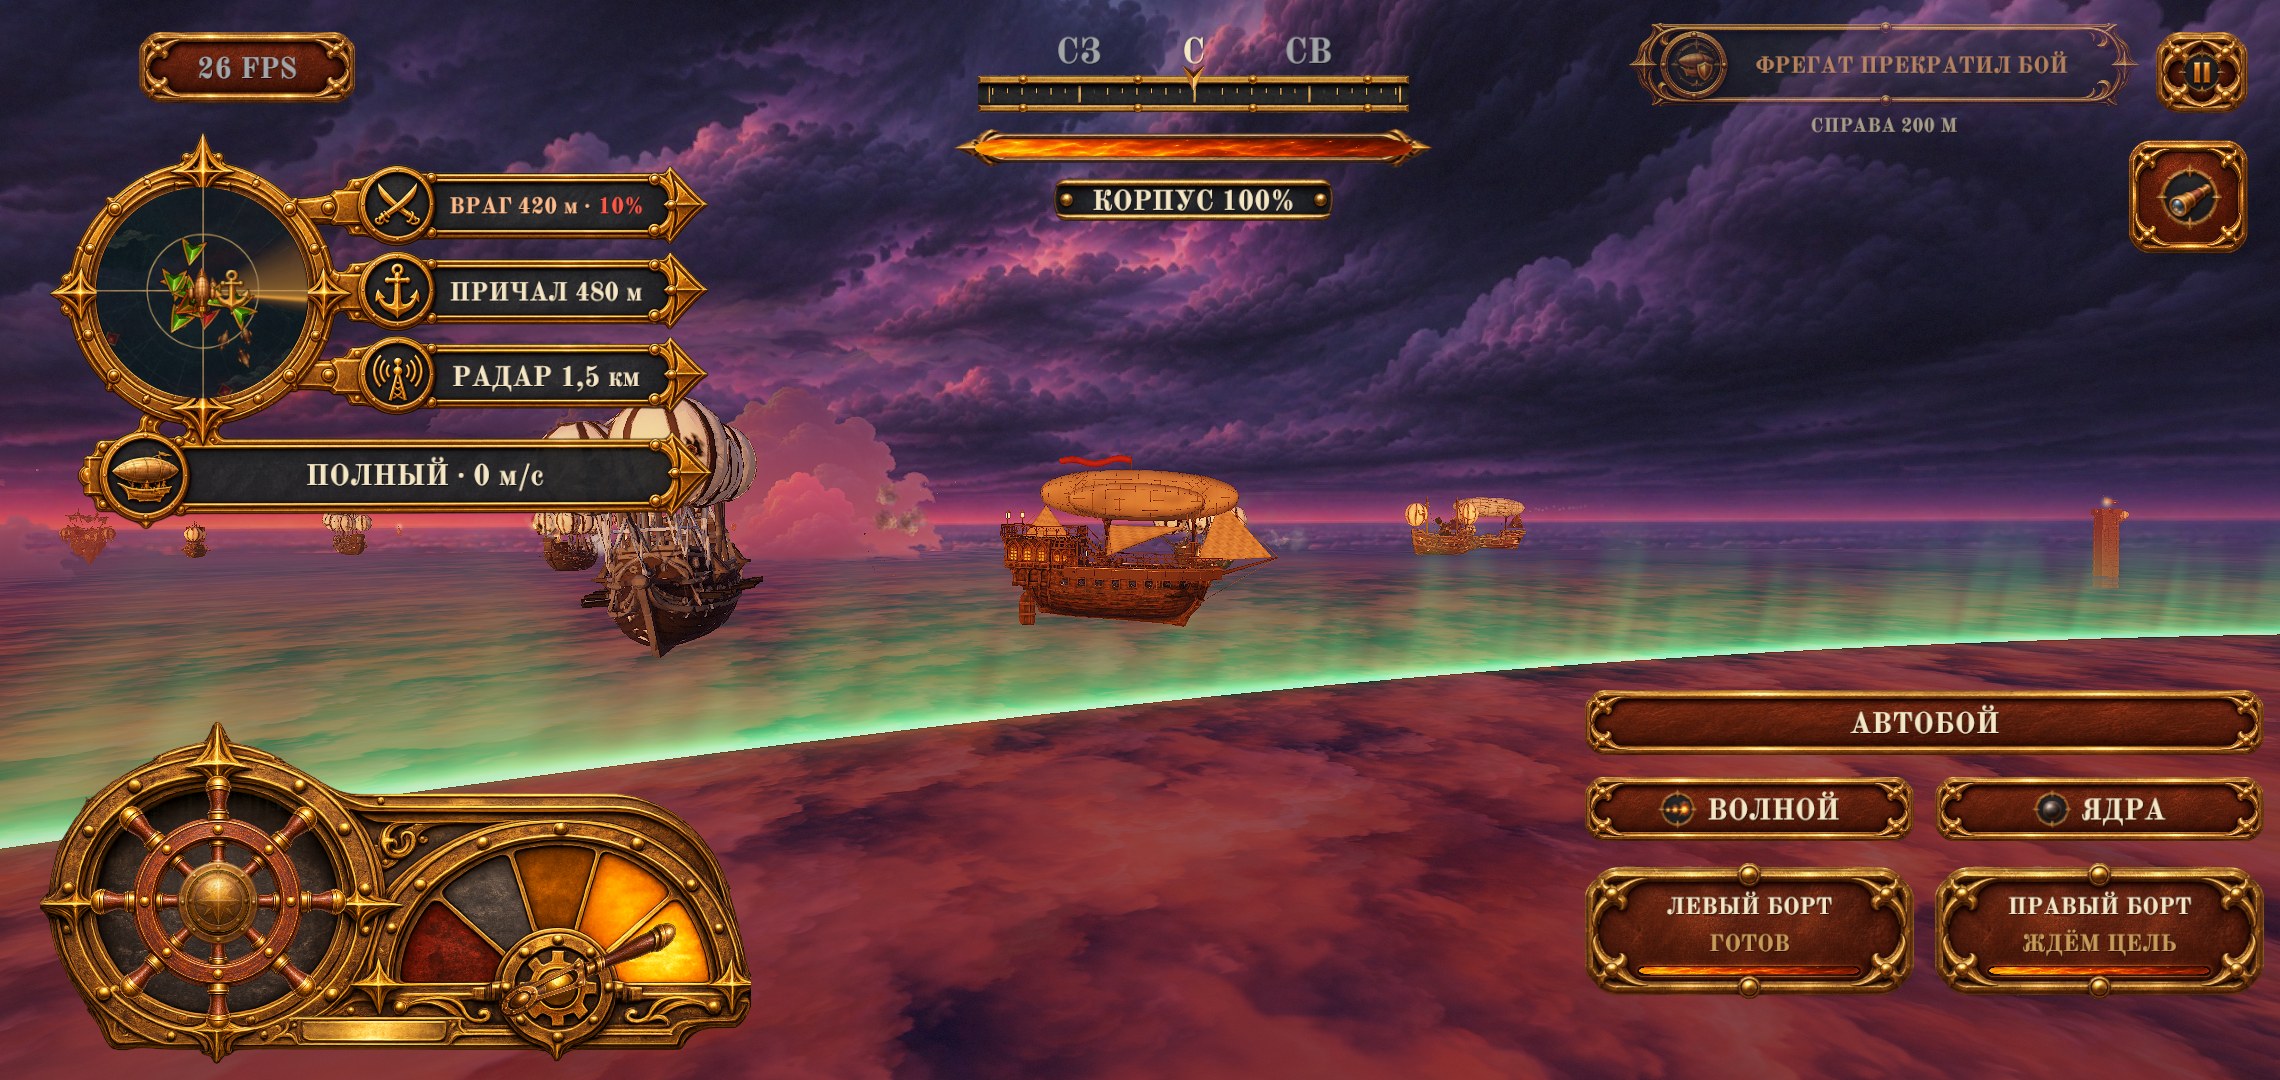 26 FPS
СЗ С СВ
ФРЕГАТ ПРЕКРАТИЛ БОЙ
СПРАВА 200 М
ВРАГ 420 м · 10%
КОРПУС 100%
ПРИЧАЛ 480 м
РАДАР 1,5 км
ПОЛНЫЙ · 0 м/с
АВТОБОЙ
ВОЛНОЙ
ЯДРА
ЛЕВЫЙ БОРТ
ГОТОВ
ПРАВЫЙ БОРТ
ЖДЁМ ЦЕЛЬ